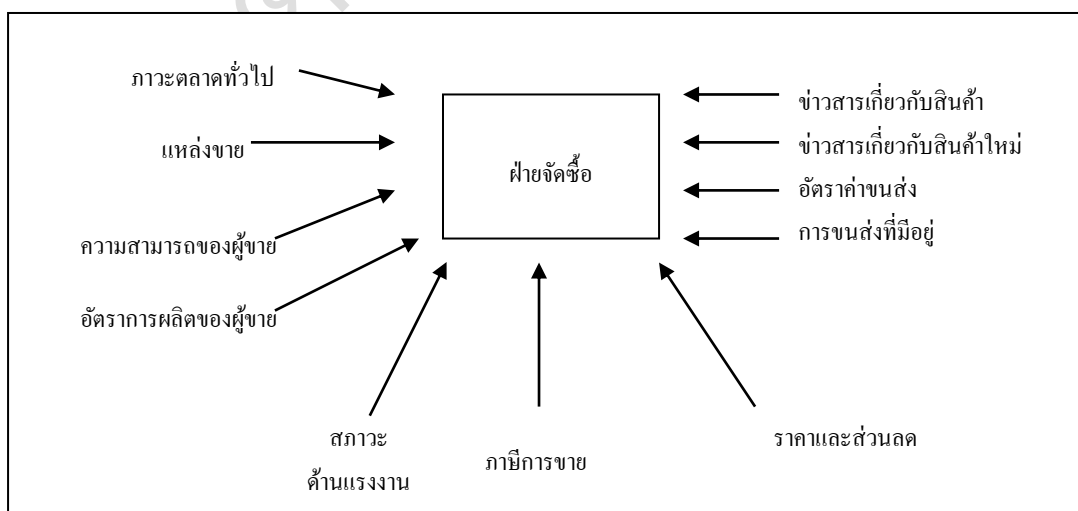 ภาวะตลาดทั่วไป
แหล่งขาย
ความสามารถของผู้ขาย
อัตราการผลิตของผู้ขาย
ฝ่ายจัดซื้อ
ข่าวสารเกี่ยวกับสินค้า
ข่าวสารเกี่ยวกับสินค้าใหม่
อัตราค่าขนส่ง
การขนส่งที่มีอยู่
สภาวะ
ด้านแรงงาน
ภาษีการขาย
ราคาและส่วนลด